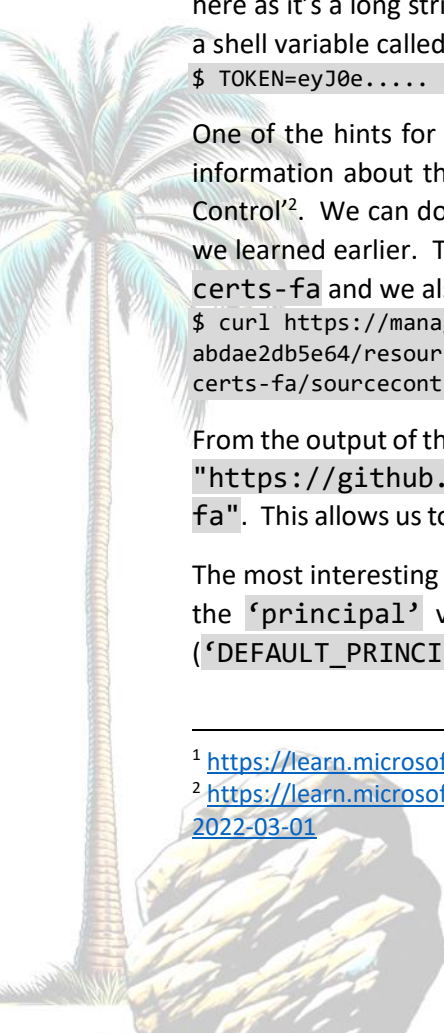 here as it's a long stri
a shell variable called
$ TOKEN=eyJ0e.....
One of the hints for
information about th
Control'2. We can do
we learned earlier. T
certs-fa and we al
$ curl https://mana
abdae2db5e64/resour
certs-fa/sourcecont
From the output of th
"https://github.
fa". This allows us to
The most interesting
the 'principal' v
('DEFAULT_PRINCI
1 https://learn.microsof
2 https://learn.microsof
2022-03-01